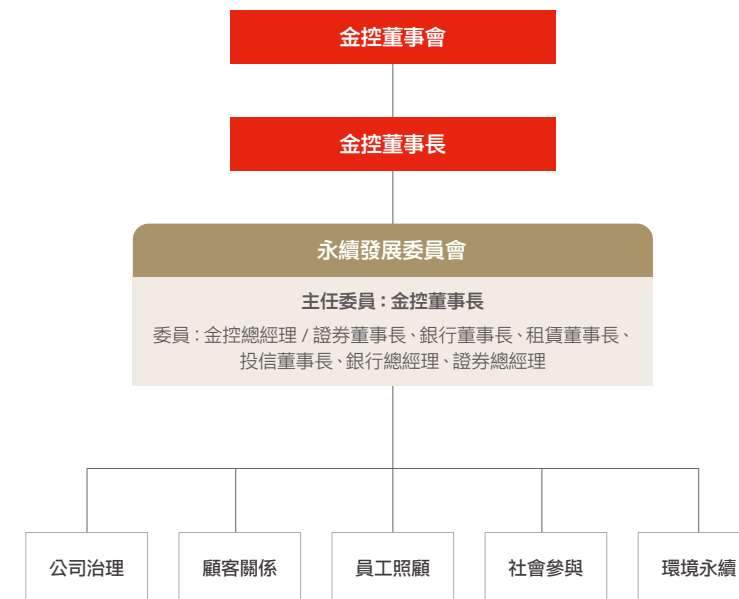 金控董事會
金控董事長
永續發展委員會
主任委員：金控董事長
委員：金控總經理 / 證券董事長、銀行董事長、租賃董事長、
投信董事長、銀行總經理、證券總經理
公司治理
顧客關係
員工照顧
社會參與
環境永續